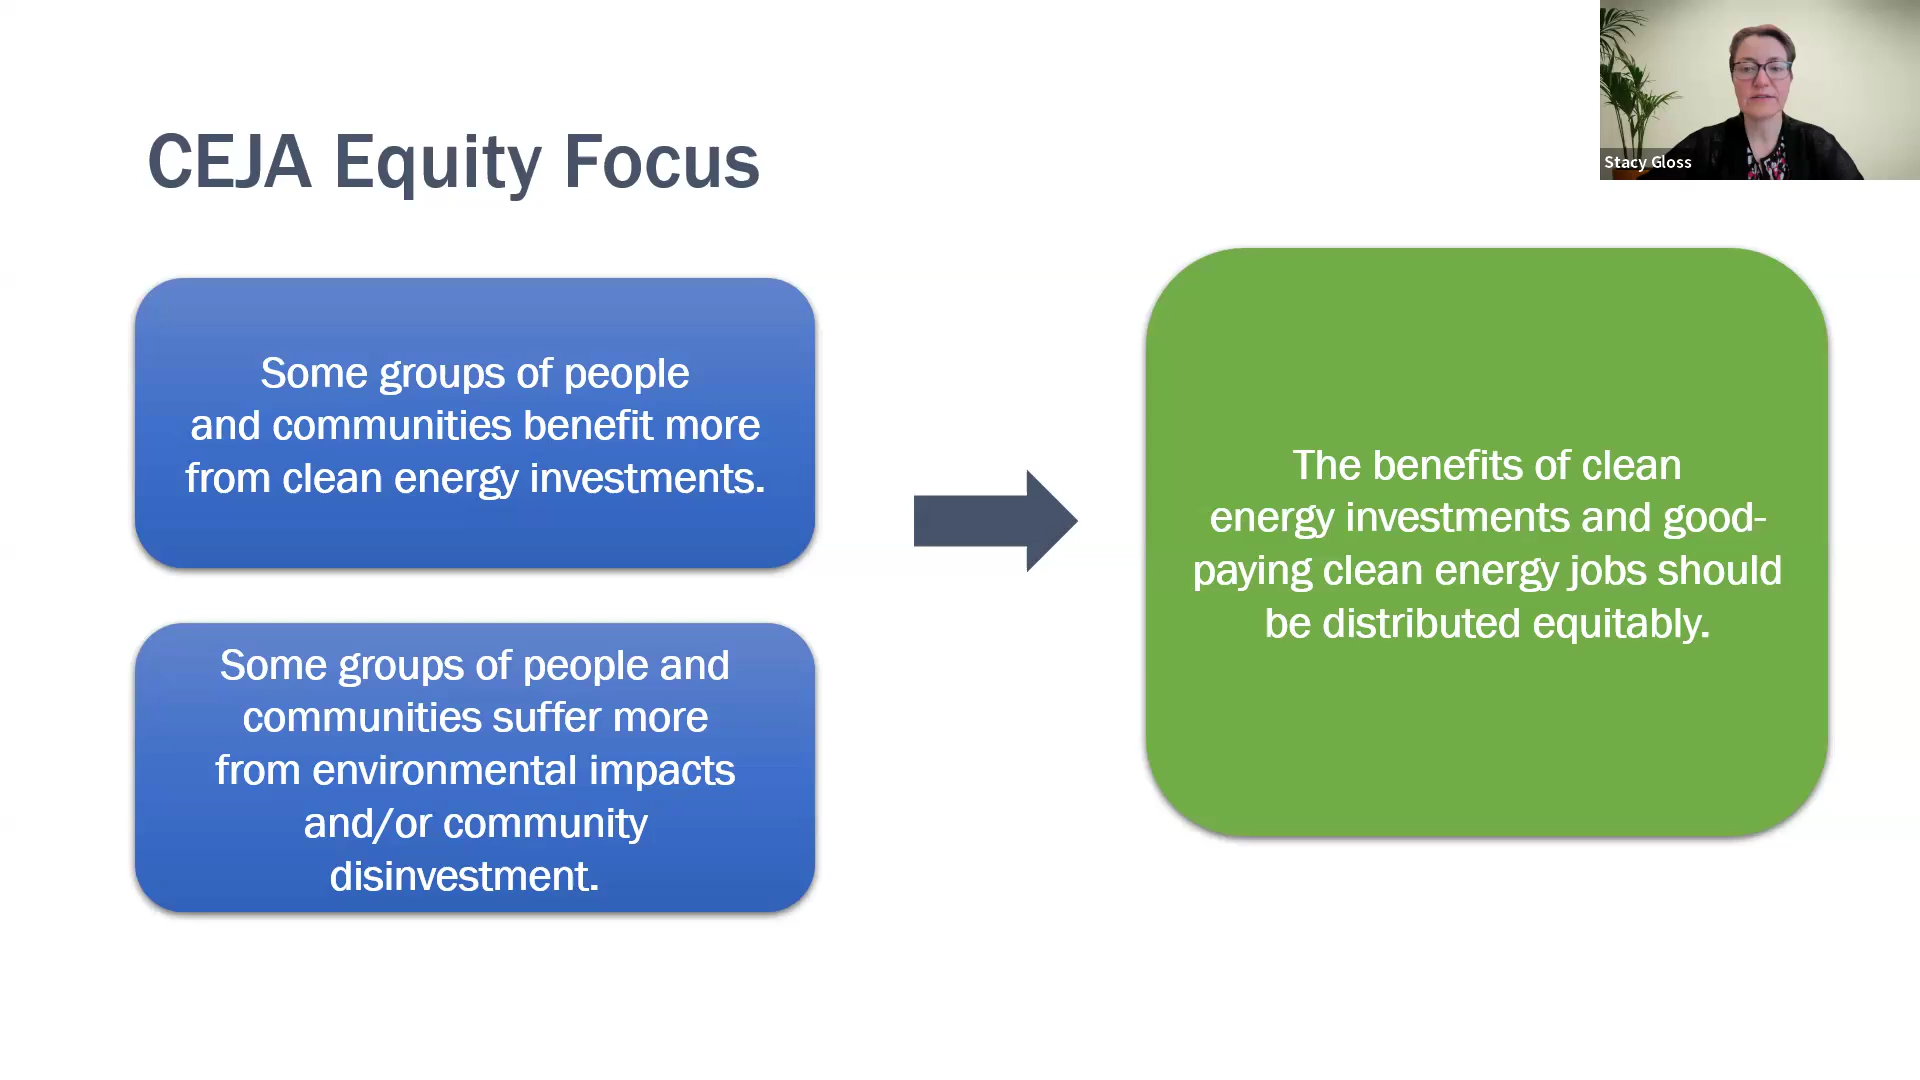 CEJA Equity Focus
Stacy Gloss
Some groups of people
and communities benefit more
from clean energy investments.
Some groups of people and
communities suffer more
from environmental impacts
and/or community
disinvestment.
The benefits of clean
energy investments and good-
paying clean energy jobs should
be distributed equitably.